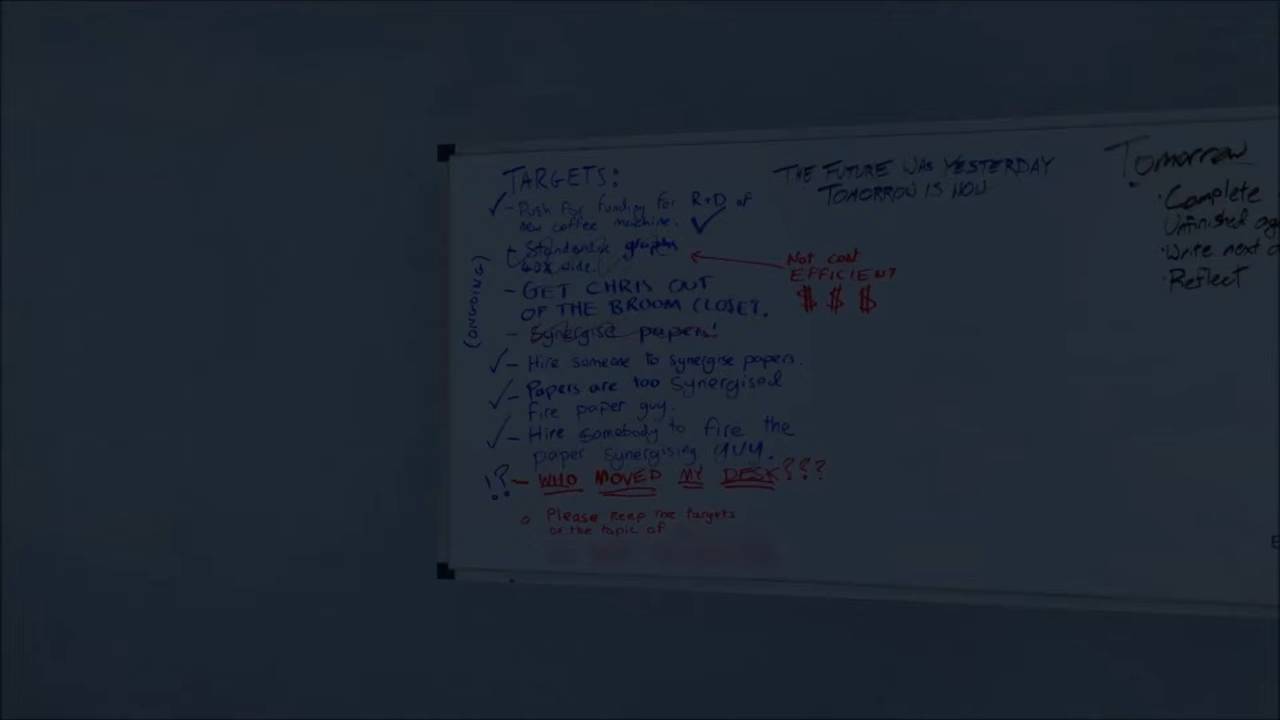 TARGETS:
- Push for funding for R+D of
new coffee machine.
- Standardise graphs
40x wide.
(ONGOING)
- GET CHRIS OUT
OF THE BROOM CLOSET.
- Synergise papers!
- Hire someone to synergise papers.
- Papers are too synergised
fire paper guy.
- Hire somebody to fire the
paper synergising guy.
!? - WHO MOVED MY DESK???
o Please keep the targets
on the topic of
THE FUTURE WAS YESTERDAY
TOMORROW IS NOW
NOT COST
EFFICIENT
$ $ $
Tomorrow
• Complete
Unfinished
• Write next
• Reflect